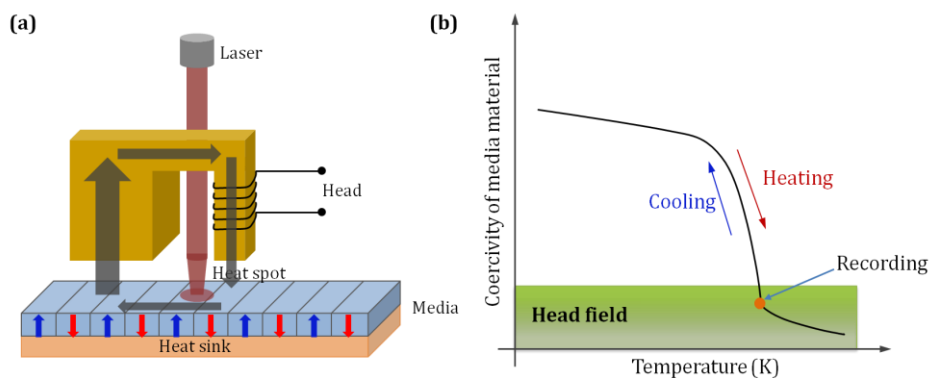 (a)
Laser
Head
Heat spot
Media
Heat sink
(b)
Coercivity of media material
Heating
Cooling
Recording
Head field
Temperature (K)